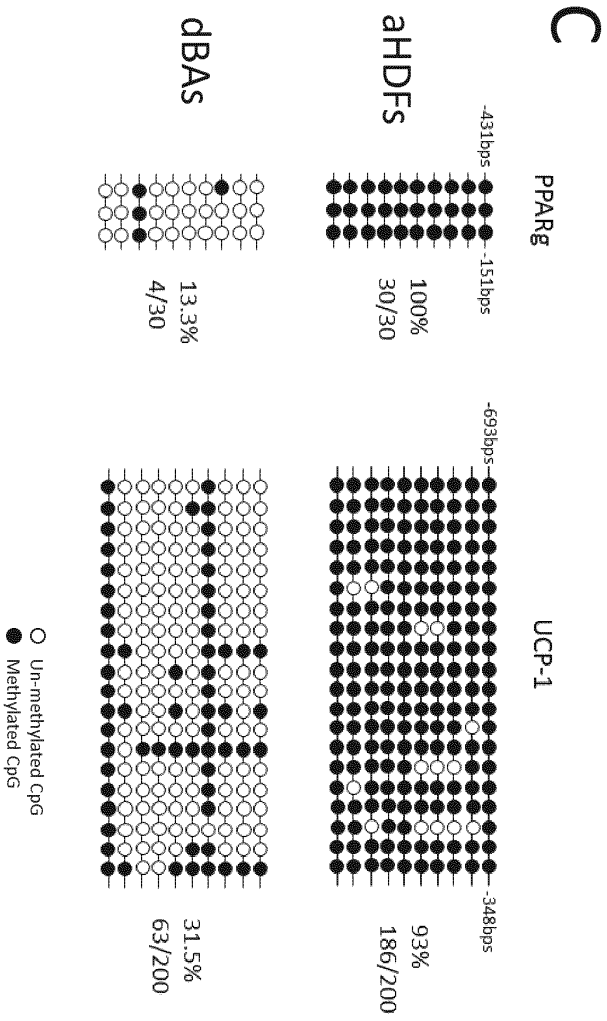 C
PPARg
UCP-1
-431bps
-151bps
-693bps
-348bps
aHDFs
100%
30/30
93%
186/200
dBAs
13.3%
4/30
31.5%
63/200
Un-methylated CpG
Methylated CpG